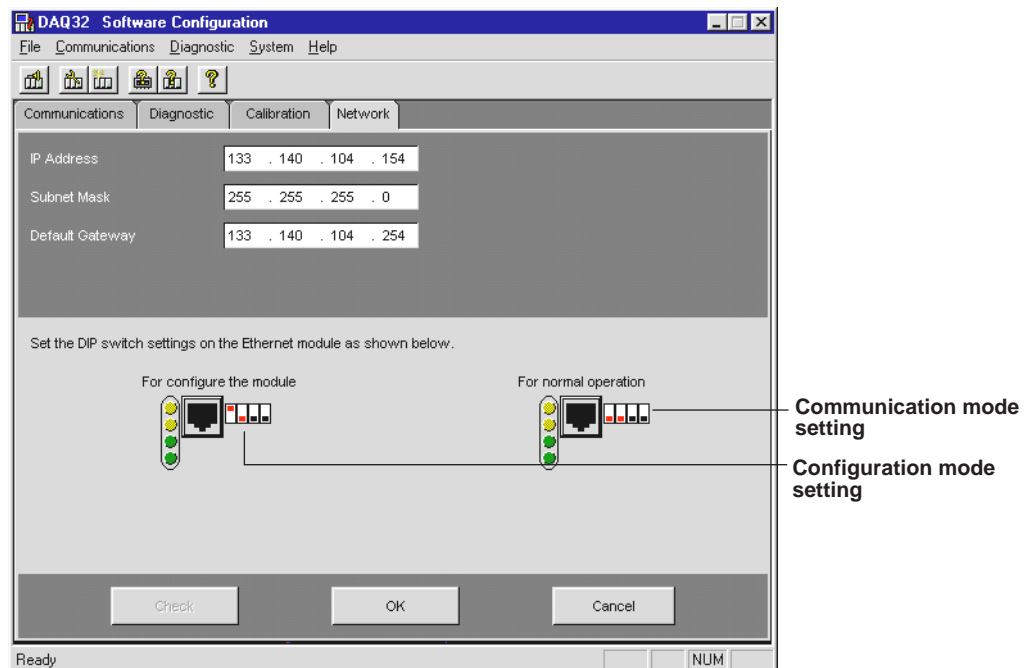 DAQ32 Software Configuration
File Communications Diagnostic System Help
Communications Diagnostic Calibration Network
IP Address 133 . 140 . 104 . 154
Subnet Mask 255 . 255 . 255 . 0
Default Gateway 133 . 140 . 104 . 254
Set the DIP switch settings on the Ethernet module as shown below.
For configure the module For normal operation
Communication mode
setting
Configuration mode
setting
Check OK Cancel
Ready NUM